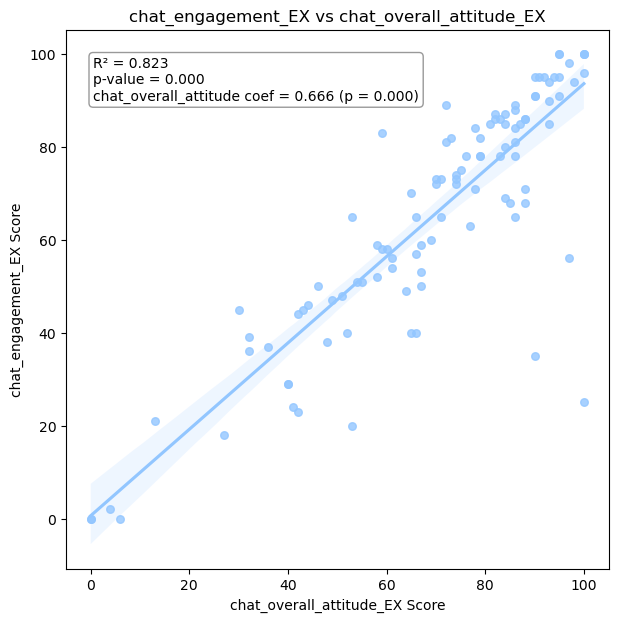 chat_engagement_EX vs chat_overall_attitude_EX
R² = 0.823
p-value = 0.000
chat_overall_attitude coef = 0.666 (p = 0.000)
chat_engagement_EX Score
100
80
60
40
20
0
0 20 40 60 80 100
chat_overall_attitude_EX Score